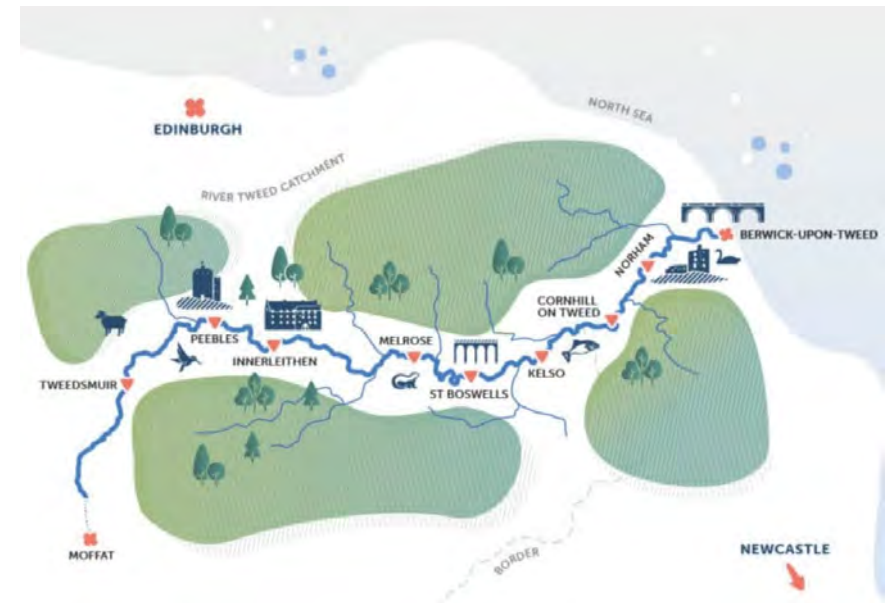 NORTH SEA
EDINBURGH
RIVER TWEED CATCHMENT
BERWICK-UPON-TWEED
NORHAM
CORNHILL
ON TWEED
PEEBLES
MELROSE
INNERLEITHEN
KELSO
TWEEDSMUIR
ST BOSWELLS
MOFFAT
BORDER
NEWCASTLE